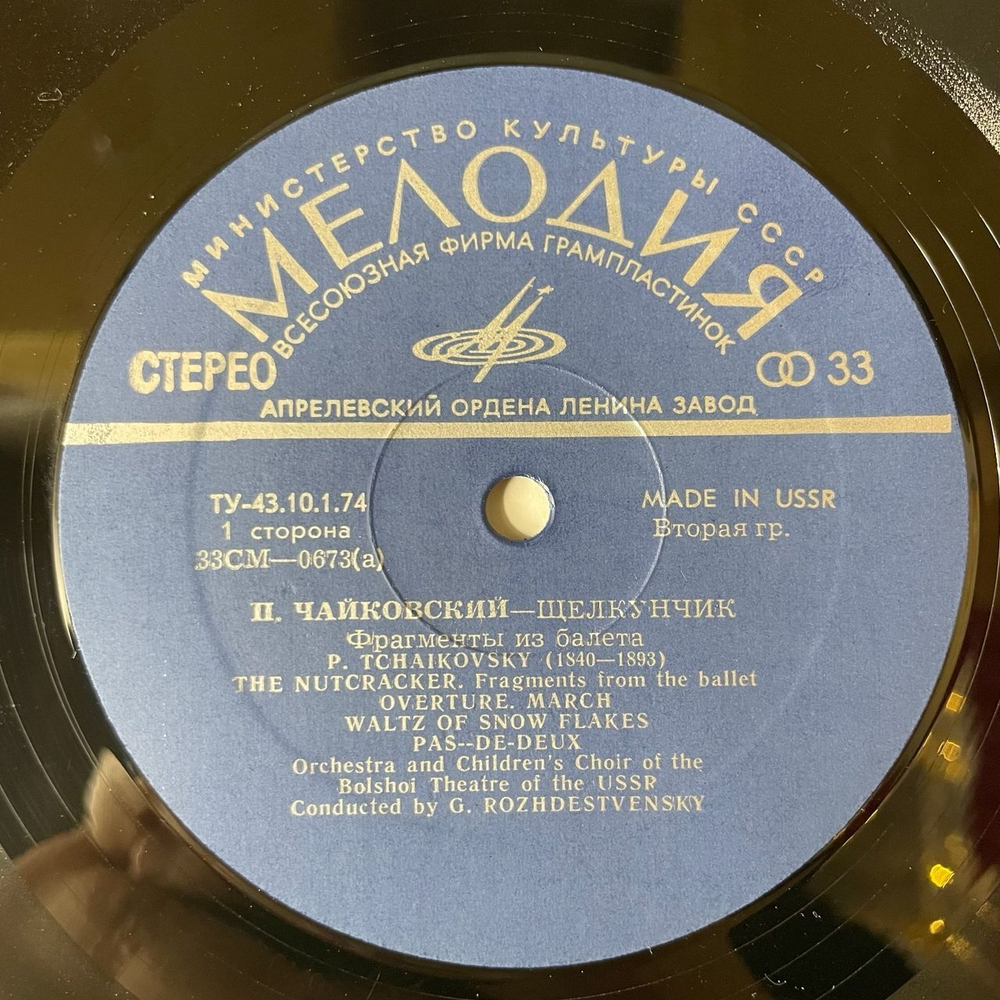 МИНИСТЕРСТВО КУЛЬТУРЫ СССР
МЕЛОДИЯ
ВСЕСОЮЗНАЯ ФИРМА ГРАМПЛАСТИНОК
СТЕРЕО
33
АПРЕЛЕВСКИЙ ОРДЕНА ЛЕНИНА ЗАВОД
ТУ-43.10.1.74
MADE IN USSR
1 сторона
Вторая гр.
33СМ—0673(а)
П. ЧАЙКОВСКИЙ—ЩЕЛКУНЧИК
Фрагменты из балета
P. TCHAIKOVSKY (1840—1893)
THE NUTCRACKER. Fragments from the ballet
OVERTURE. MARCH
WALTZ OF SNOW FLAKES
PAS--DE-DEUX
Orchestra and Children's Choir of the
Bolshoi Theatre of the USSR
Conducted by G. ROZHDESTVENSKY